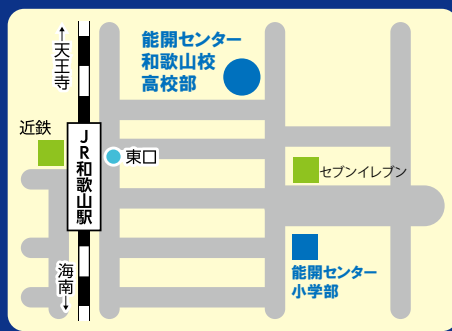 ←天王寺
能開センター
和歌山校
高校部
近鉄
JR和歌山駅
東口
セブンイレブン
海南→
能開センター
小学部